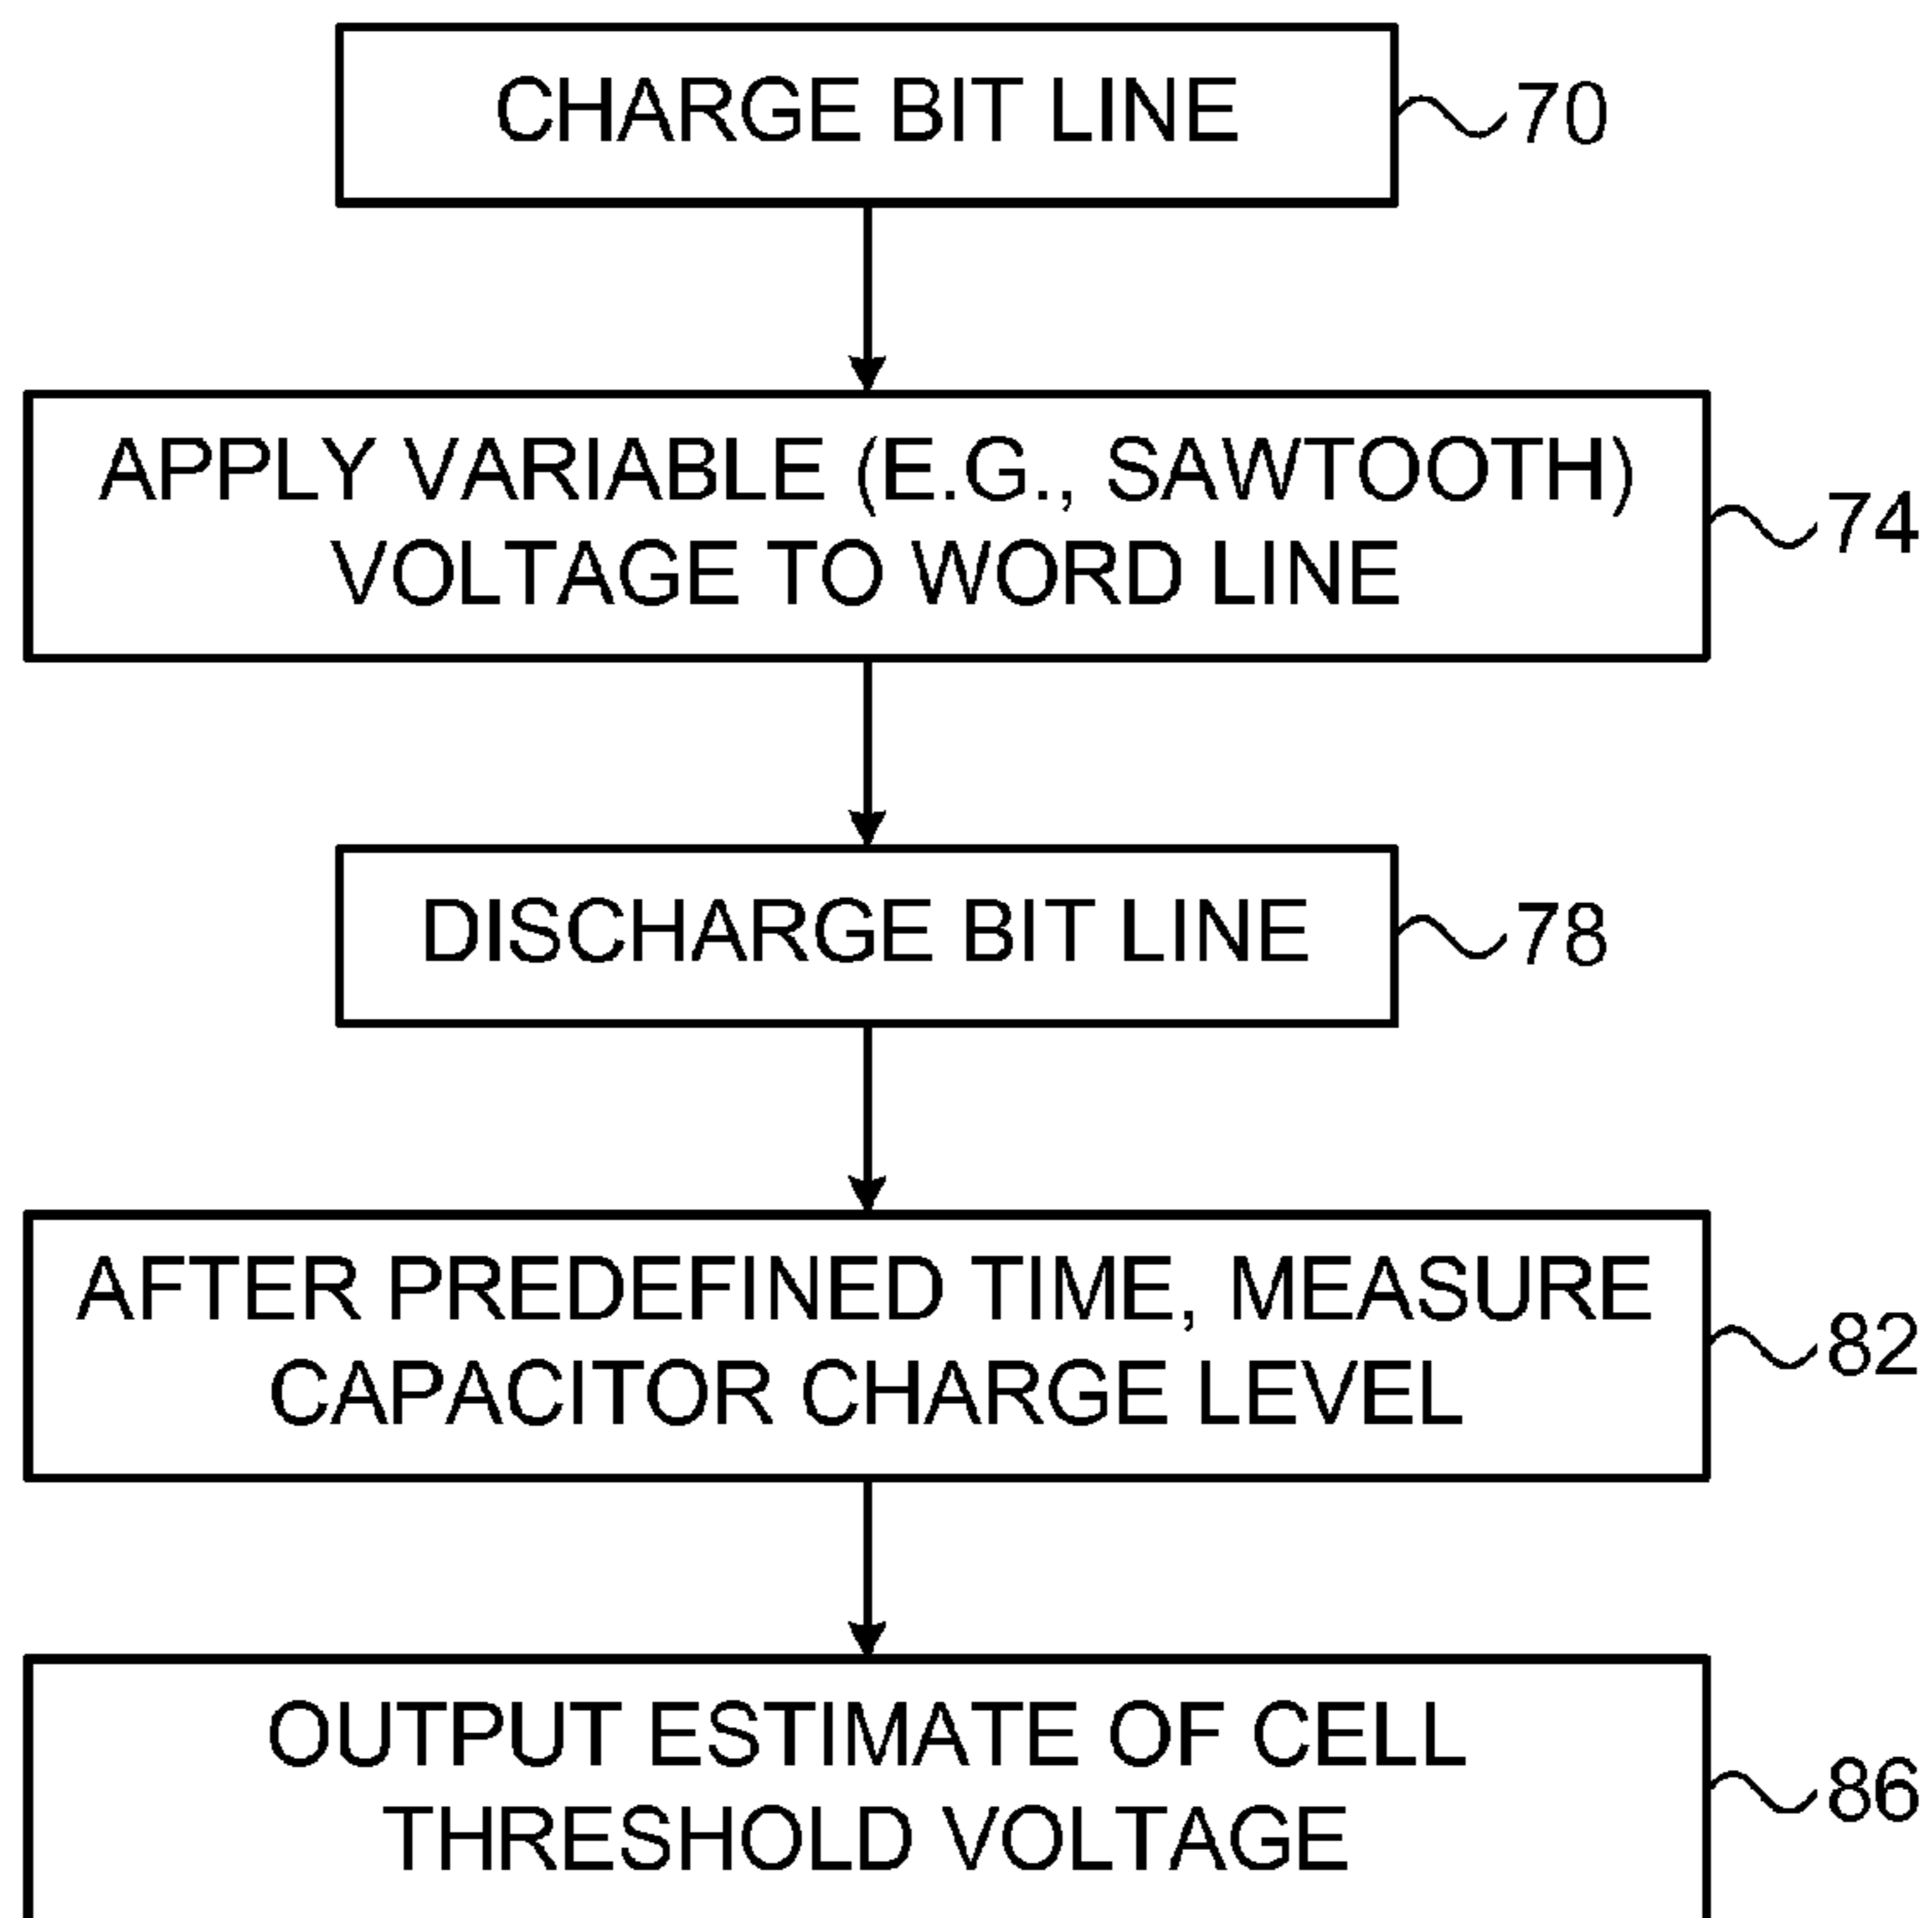 CHARGE BIT LINE
70
APPLY VARIABLE (E.G., SAWTOOTH)
VOLTAGE TO WORD LINE
74
DISCHARGE BIT LINE
78
AFTER PREDEFINED TIME, MEASURE
CAPACITOR CHARGE LEVEL
82
OUTPUT ESTIMATE OF CELL
THRESHOLD VOLTAGE
86